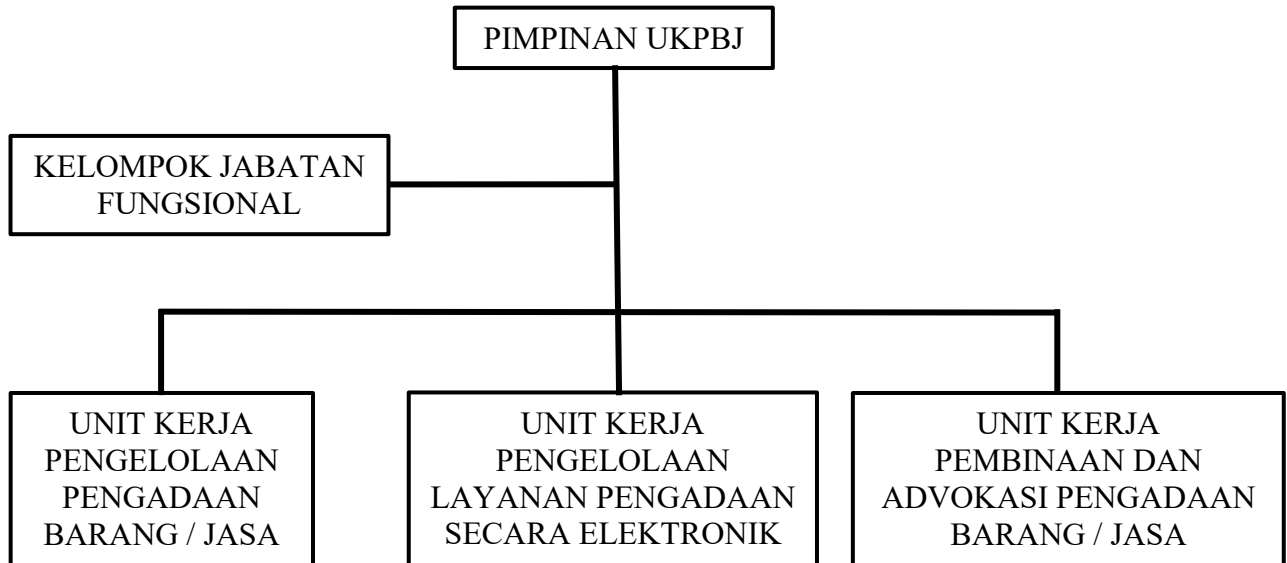 PIMPINAN UKPBJ
KELOMPOK JABATAN
FUNGSIONAL
UNIT KERJA
PENGELOLAAN
PENGADAAN
BARANG / JASA
UNIT KERJA
PENGELOLAAN
LAYANAN PENGADAAN
SECARA ELEKTRONIK
UNIT KERJA
PEMBINAAN DAN
ADVOKASI PENGADAAN
BARANG / JASA